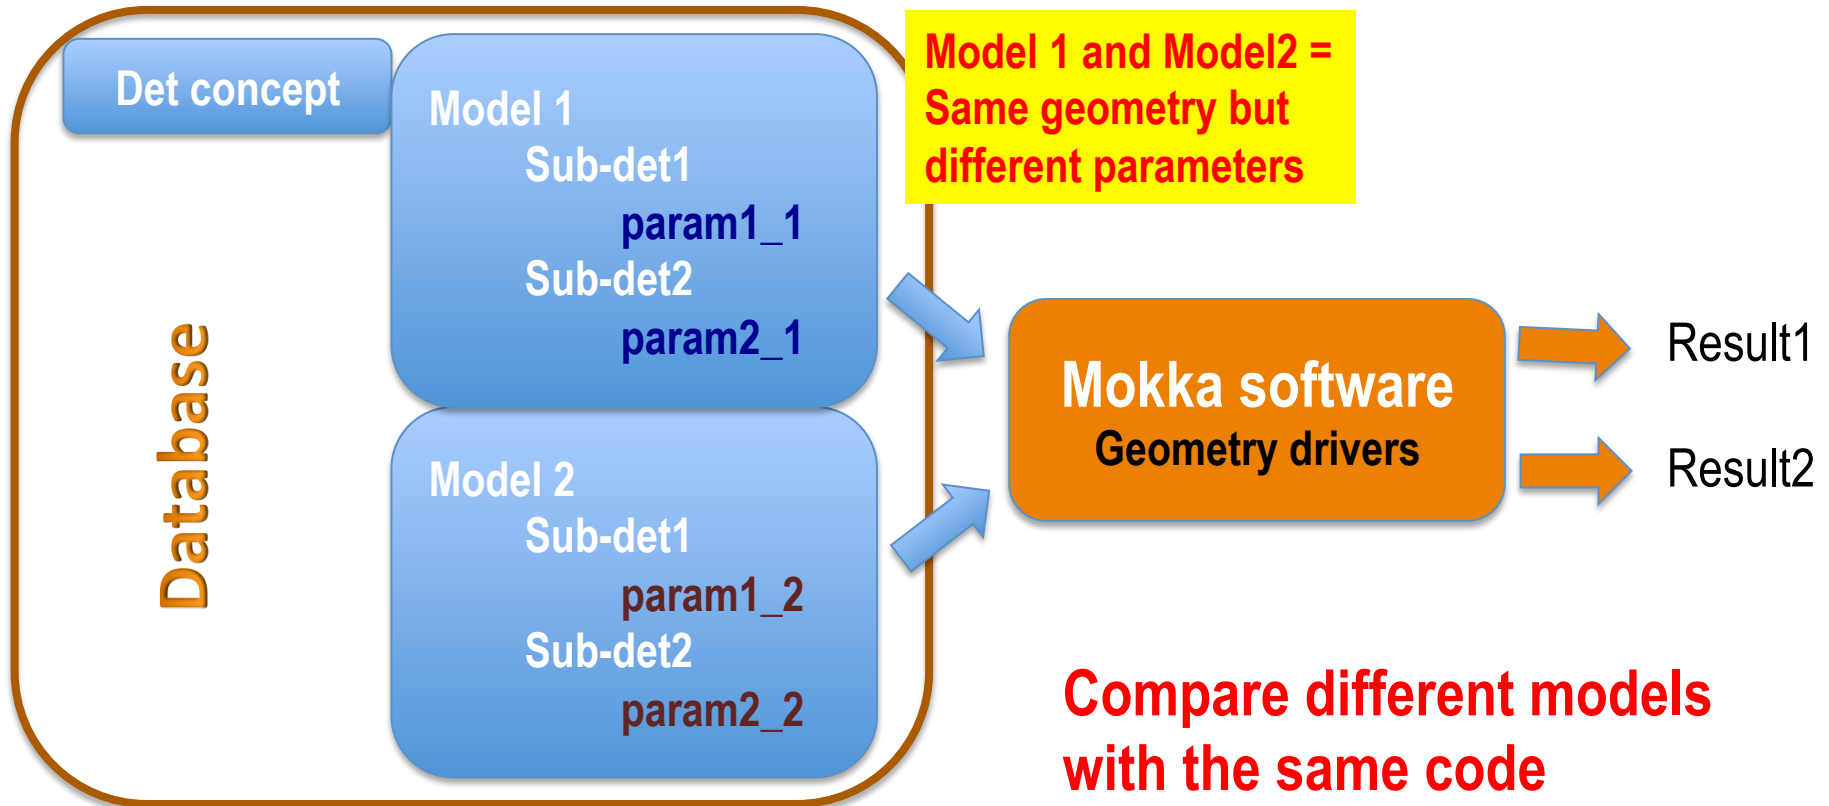 Det concept
Database
Model 1
Sub-det1
param1_1
Sub-det2
param2_1
Model 2
Sub-det1
param1_2
Sub-det2
param2_2
Model 1 and Model2 =
Same geometry but
different parameters
Mokka software
Geometry drivers
Result1
Result2
Compare different models
with the same code